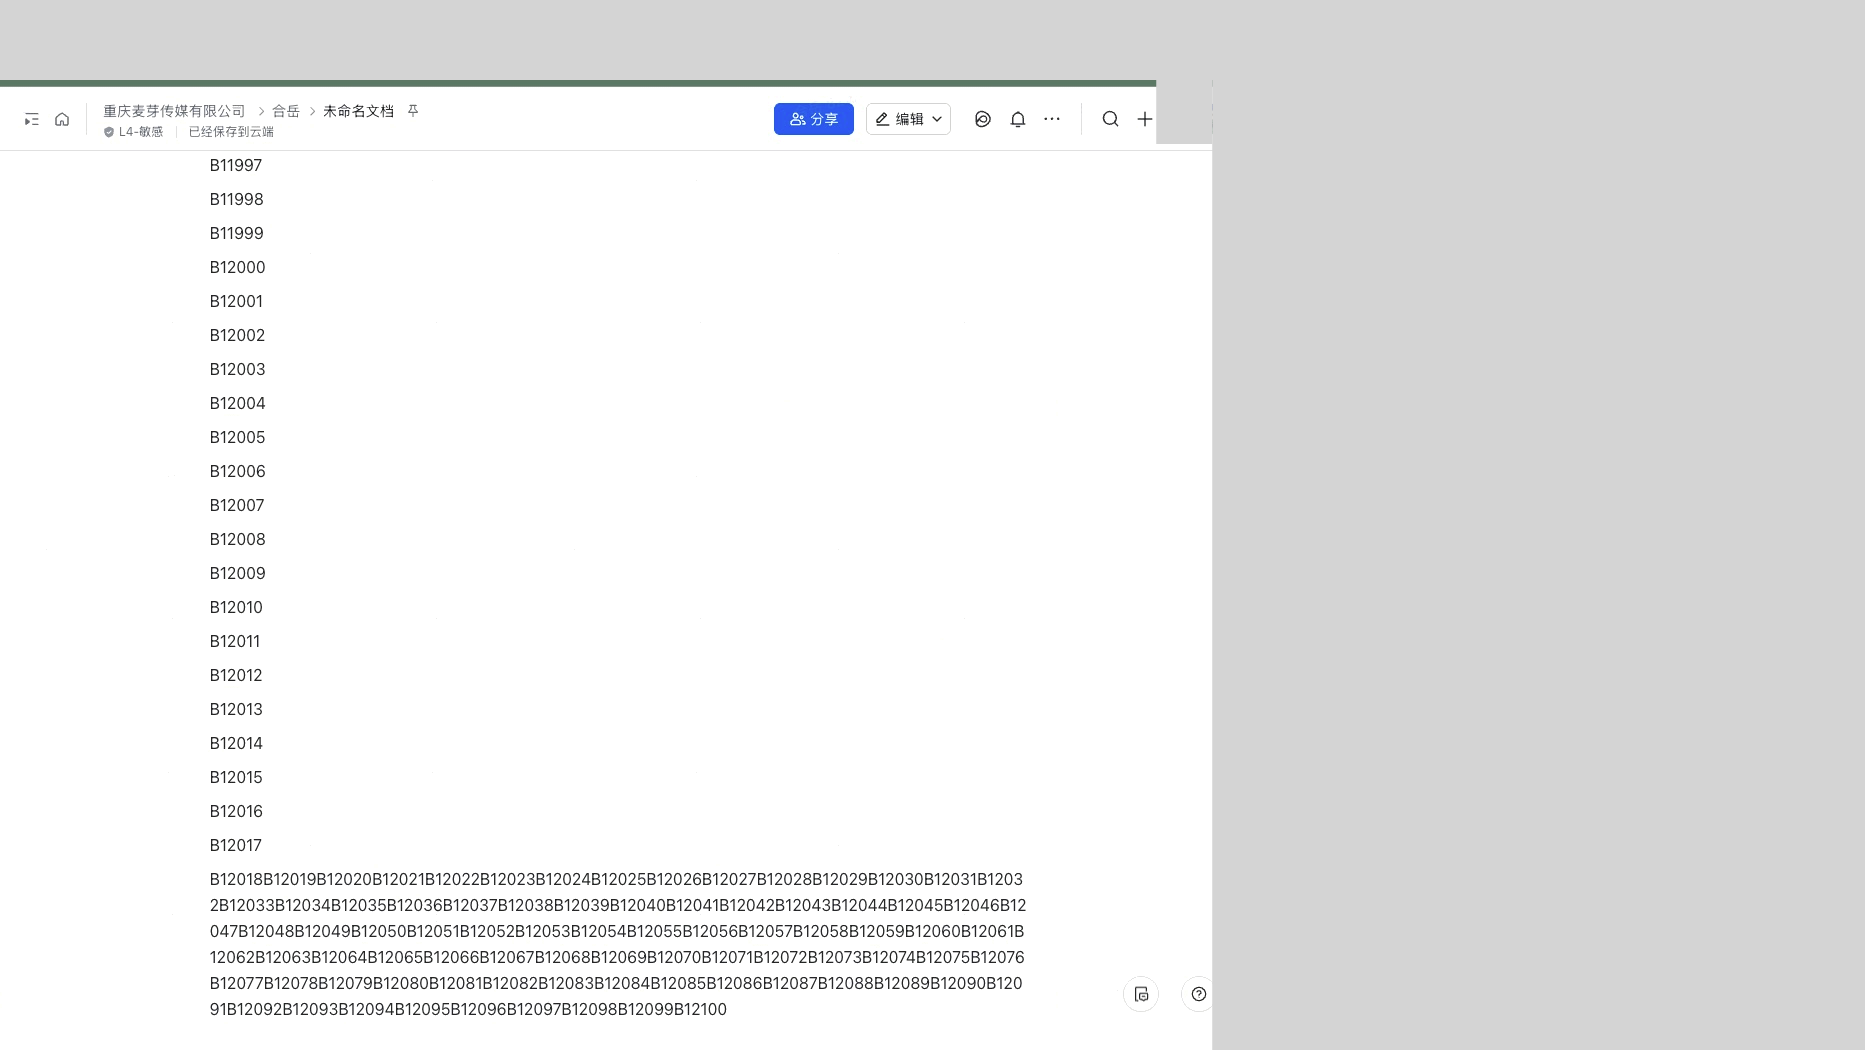 重庆麦芽传媒有限公司 > 合岳 > 未命名文档
L4-敏感 | 已经保存到云端
分享
编辑
B11997
B11998
B11999
B12000
B12001
B12002
B12003
B12004
B12005
B12006
B12007
B12008
B12009
B12010
B12011
B12012
B12013
B12014
B12015
B12016
B12017
B12018B12019B12020B12021B12022B12023B12024B12025B12026B12027B12028B12029B12030B12031B1203
2B12033B12034B12035B12036B12037B12038B12039B12040B12041B12042B12043B12044B12045B12046B12
047B12048B12049B12050B12051B12052B12053B12054B12055B12056B12057B12058B12059B12060B12061B
12062B12063B12064B12065B12066B12067B12068B12069B12070B12071B12072B12073B12074B12075B12076
B12077B12078B12079B12080B12081B12082B12083B12084B12085B12086B12087B12088B12089B12090B120
91B12092B12093B12094B12095B12096B12097B12098B12099B12100